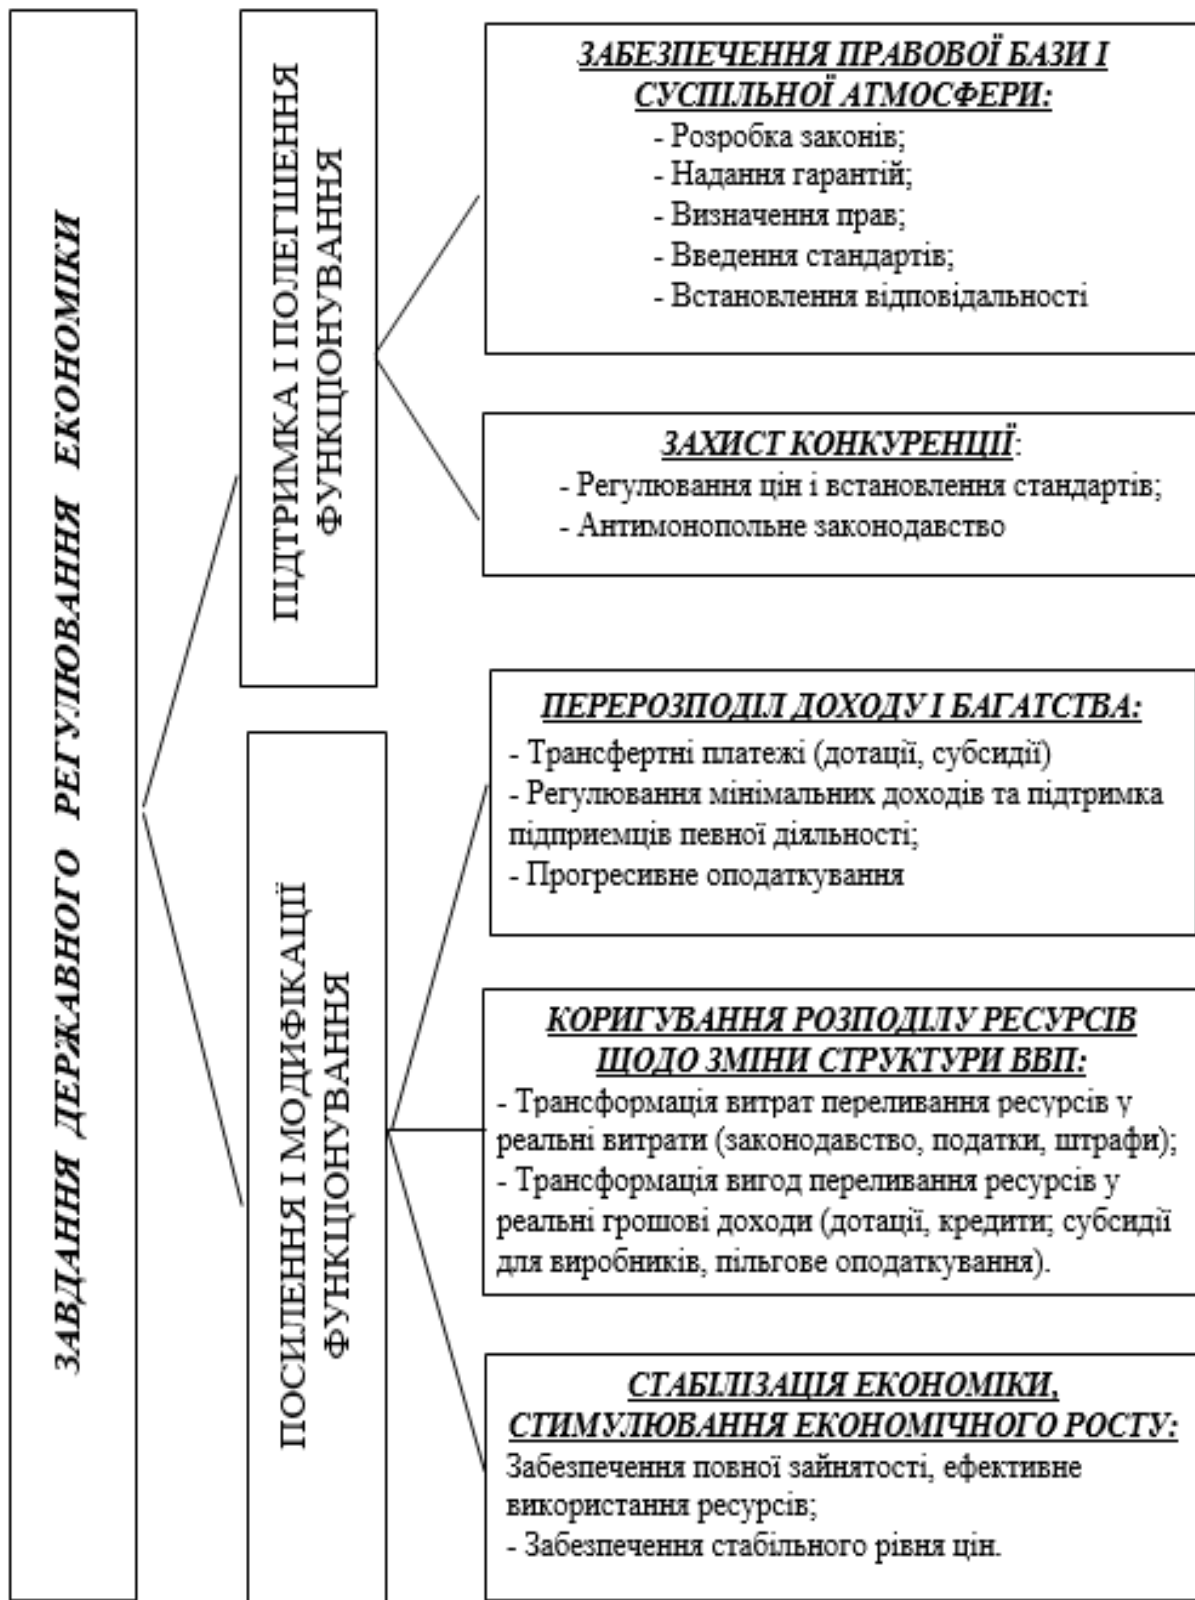 ЗАВДАННЯ ДЕРЖАВНОГО РЕГУЛЮВАННЯ ЕКОНОМІКИ
ПІДТРИМКА І ПОЛЕГШЕННЯ
ФУНКЦІОНУВАННЯ
ЗАБЕЗПЕЧЕННЯ ПРАВОВОЇ БАЗИ І
СУСПІЛЬНОЇ АТМОСФЕРИ:
- Розробка законів;
- Надання гарантій;
- Визначення прав;
- Введення стандартів;
- Встановлення відповідальності
ЗАХИСТ КОНКУРЕНЦІЇ:
- Регулювання цін і встановлення стандартів;
- Антимонопольне законодавство
ПОСИЛЕННЯ І МОДИФІКАЦІЇ
ФУНКЦІОНУВАННЯ
ПЕРЕРОЗПОДІЛ ДОХОДУ І БАГАТСТВА:
- Трансфертні платежі (дотації, субсидії)
- Регулювання мінімальних доходів та підтримка
підприємців певної діяльності;
- Прогресивне оподаткування
КОРИГУВАННЯ РОЗПОДІЛУ РЕСУРСІВ
ЩОДО ЗМІНИ СТРУКТУРИ ВВП:
- Трансформація витрат переливання ресурсів у
реальні витрати (законодавство, податки, штрафи);
- Трансформація вигод переливання ресурсів у
реальні грошові доходи (дотації, кредити; субсидії
для виробників, пільгове оподаткування).
СТАБІЛІЗАЦІЯ ЕКОНОМІКИ,
СТИМУЛЮВАННЯ ЕКОНОМІЧНОГО РОСТУ:
Забезпечення повної зайнятості, ефективне
використання ресурсів;
- Забезпечення стабільного рівня цін.